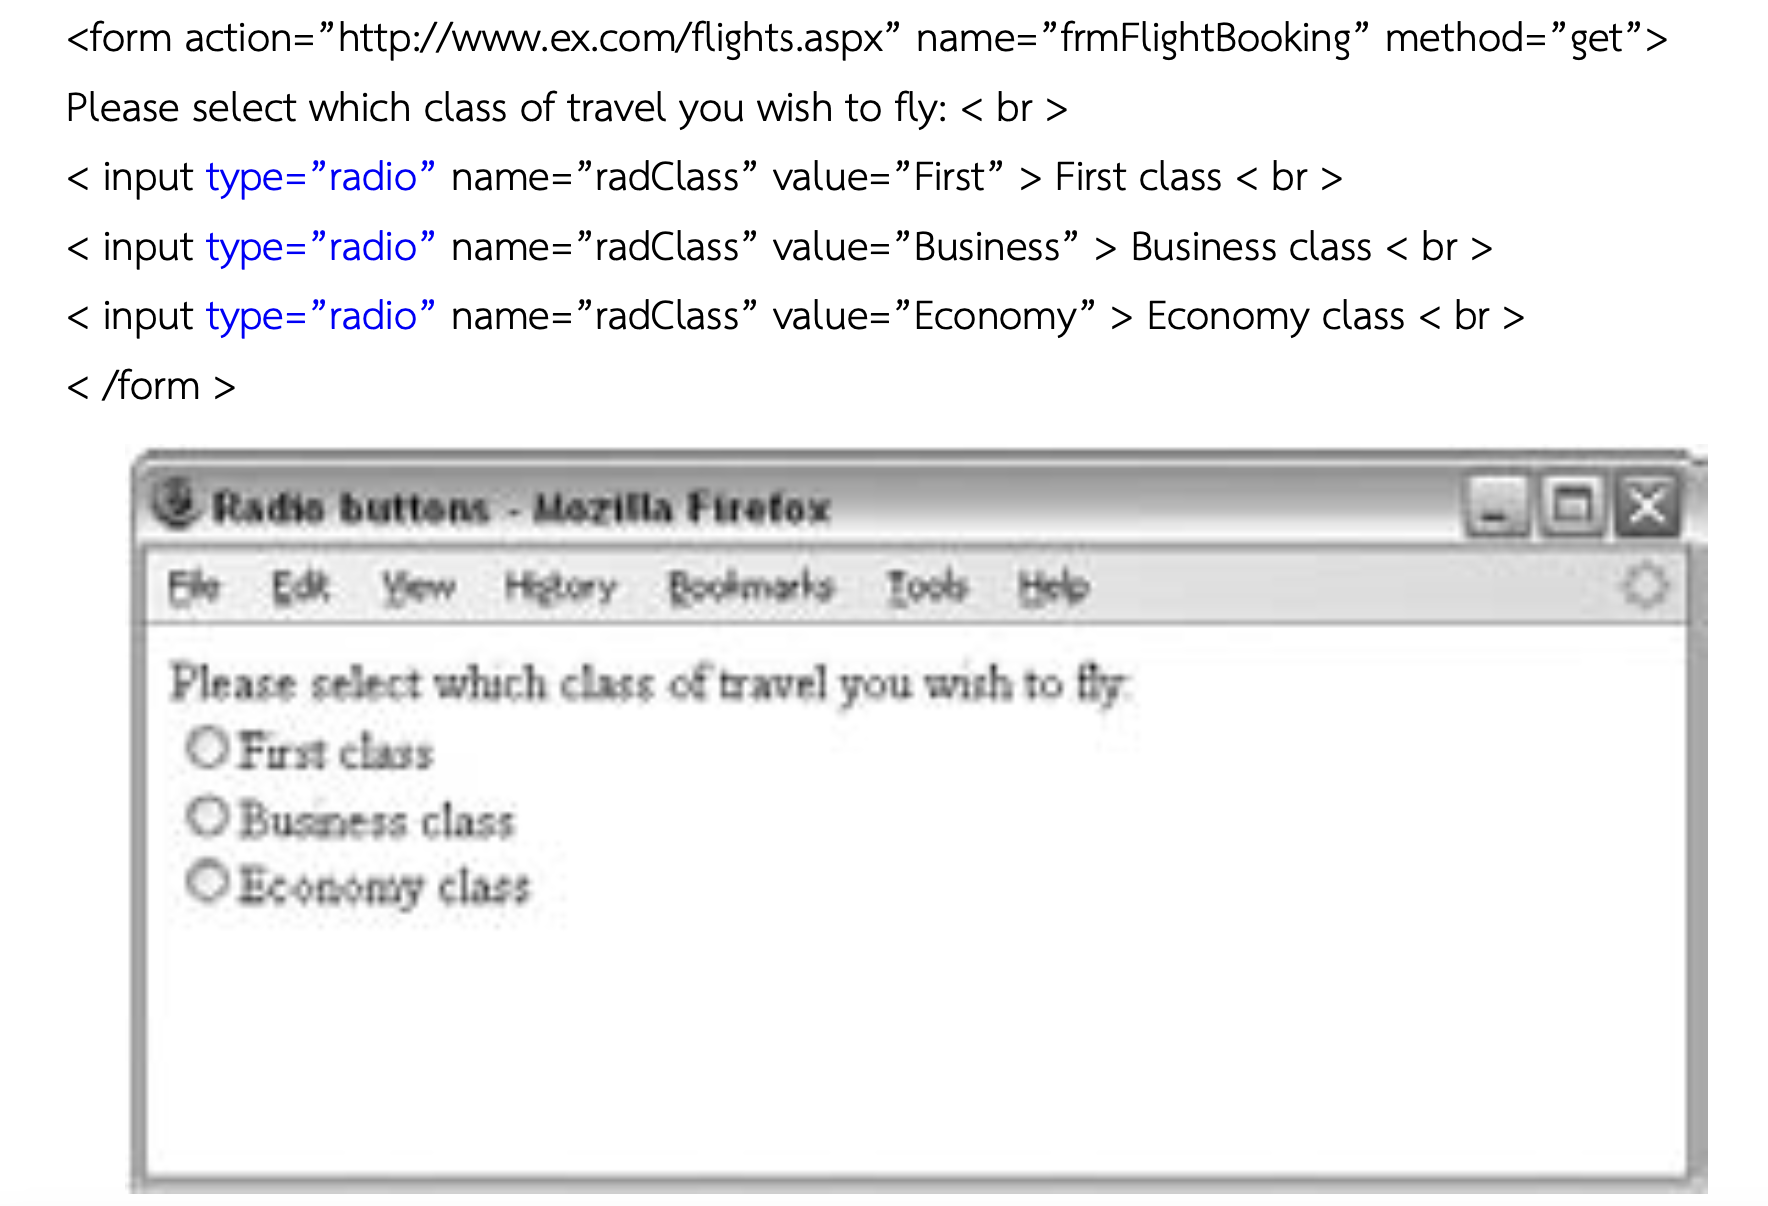 <form action=”http://www.ex.com/flights.aspx” name=”frmFlightBooking” method=”get”>
Please select which class of travel you wish to fly: < br >
< input type=”radio” name=”radClass” value=”First” > First class < br >
< input type=”radio” name=”radClass” value=”Business” > Business class < br >
< input type=”radio” name=”radClass” value=”Economy” > Economy class < br >
< /form >
Radio buttons - Mozilla Firefox
File Edit View History Bookmarks Tools Help
Please select which class of travel you wish to fly:
First class
Business class
Economy class